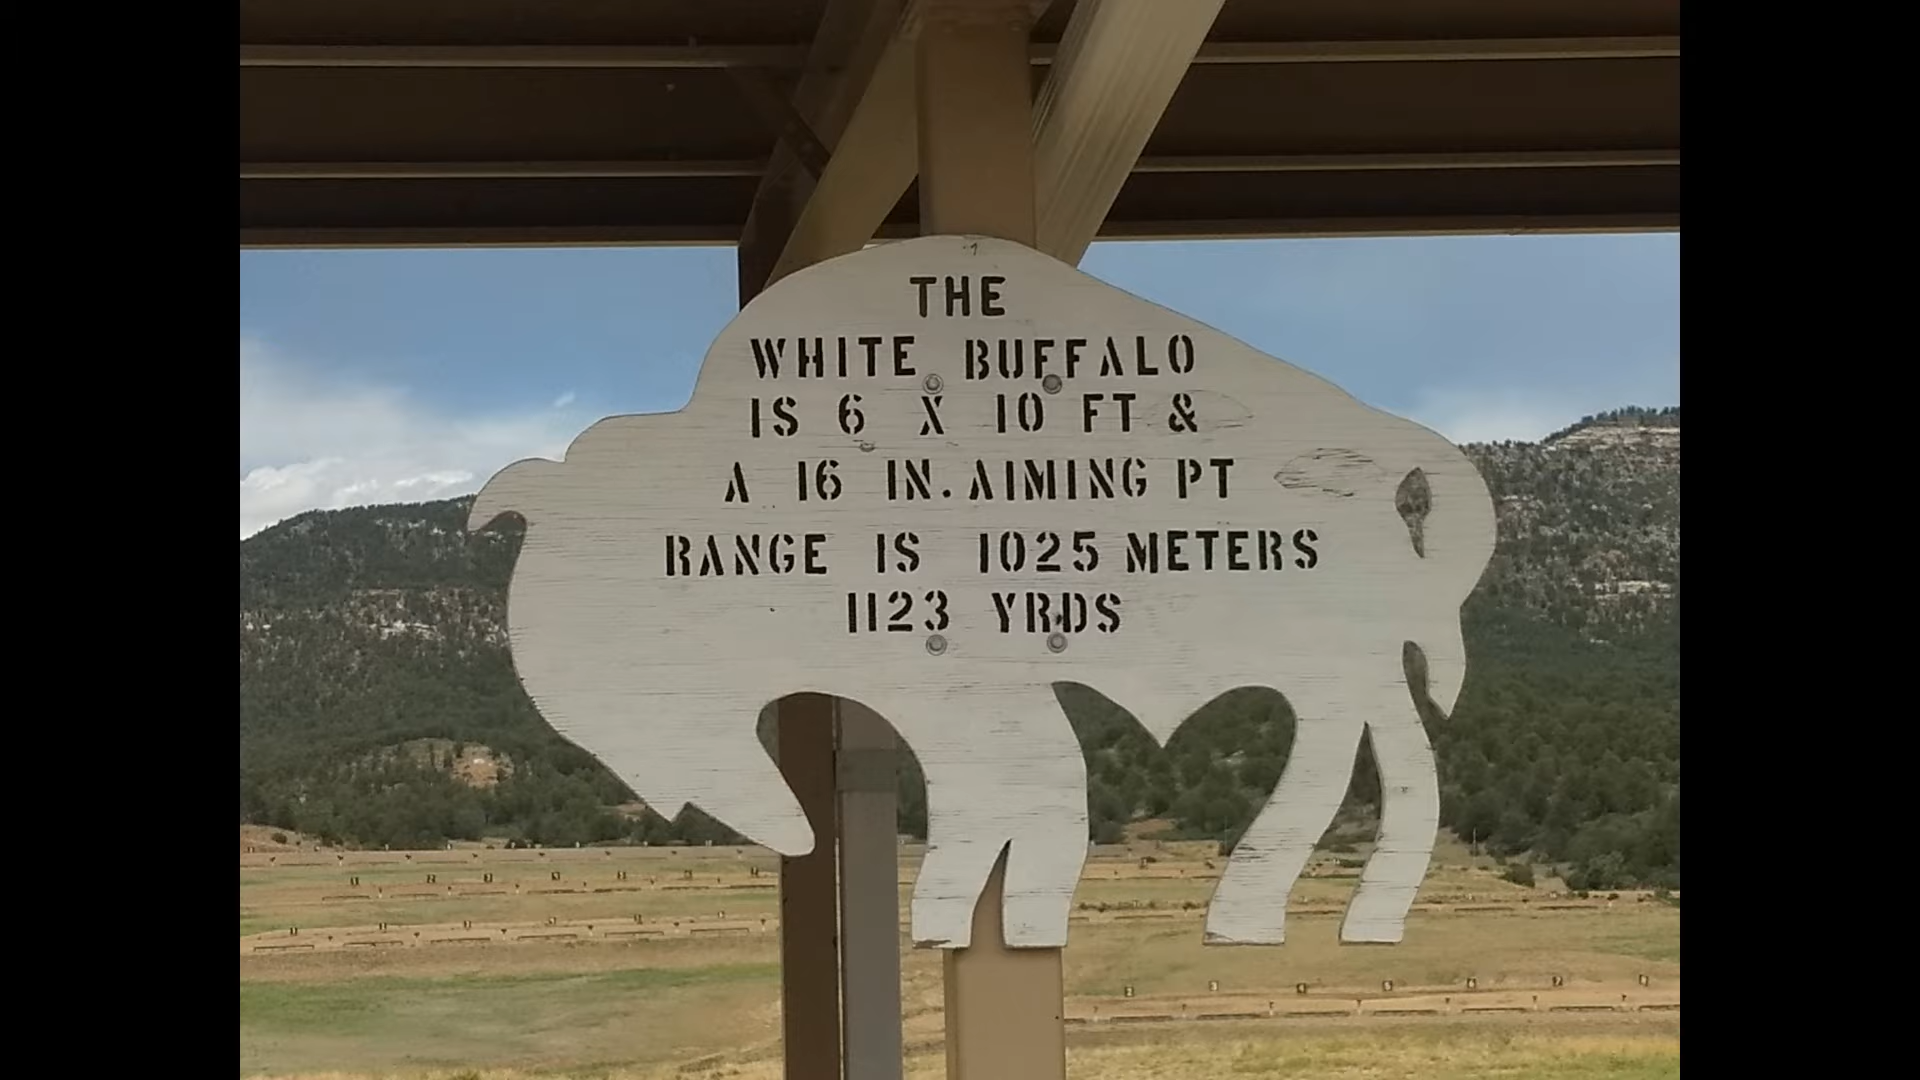 THE
WHITE BUFFALO
IS 6 X 10 FT &
A 16 IN. AIMING PT
RANGE IS 1025 METERS
1123 YRDS